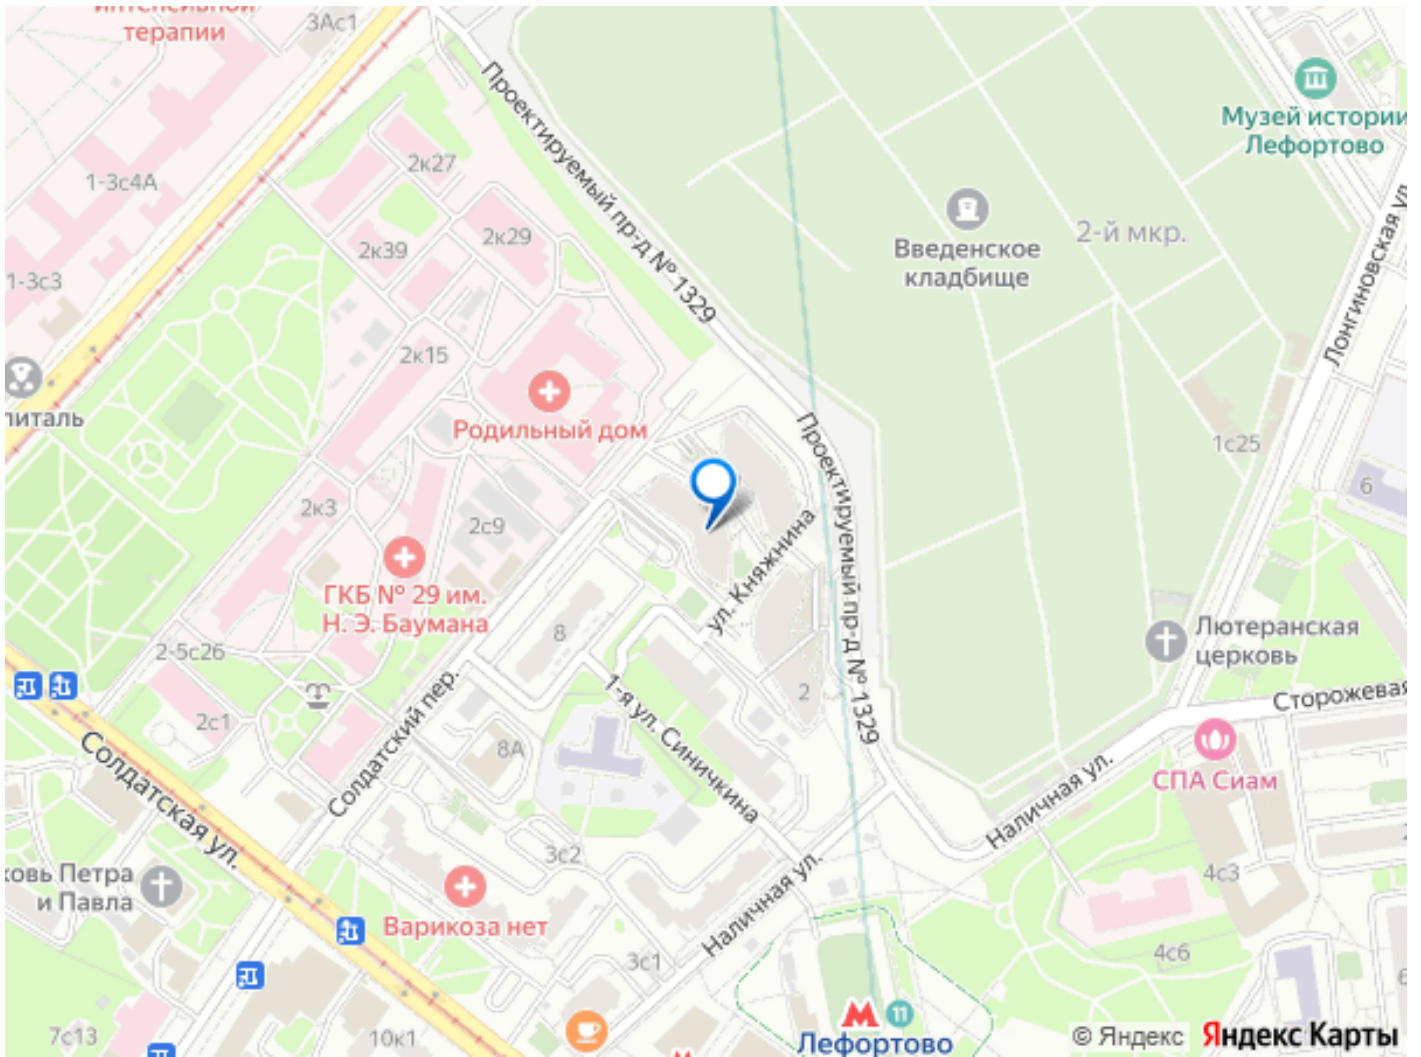 интенсивной
терапии
3Ас1
Музей истории
Лефортово
2к27
1-3с4А
Проектируемый пр-д № 1329
2к29
2к39
Введенское
кладбище
2-й мкр.
Лонгиновская ул.
1-3с3
2к15
питаль
Родильный дом
Проектируемый пр-д № 1329
1с25
6
2к3
2с9
ул. Княжнина
ГКБ № 29 им.
Н. Э. Баумана
8
Лютеранская
церковь
2-5с26
2
Сторожевая
2с1
1-я ул. Синичкина
Солдатский пер.
8А
Солдатская ул.
СПА Сиам
Наличная ул.
3с2
4с3
ковь Петра
и Павла
Варикоза нет
Наличная ул.
3с1
4с6
7с13
10к1
11
Лефортово
© Яндекс
Яндекс Карты